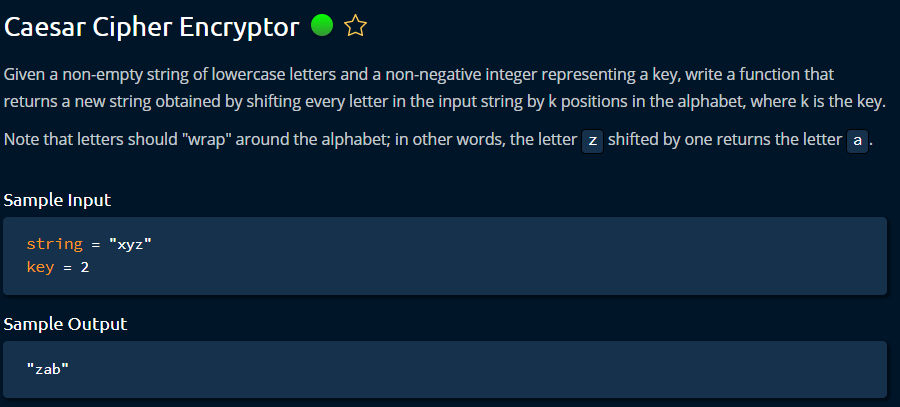 Caesar Cipher Encryptor
Given a non-empty string of lowercase letters and a non-negative integer representing a key, write a function that
returns a new string obtained by shifting every letter in the input string by k positions in the alphabet, where k is the key.
Note that letters should "wrap" around the alphabet; in other words, the letter z shifted by one returns the letter a.
Sample Input
string = "xyz"
key = 2
Sample Output
"zab"